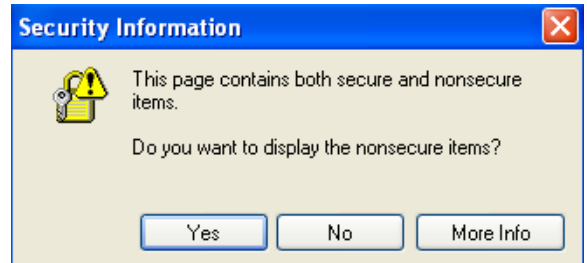 Security Information
This page contains both secure and nonsecure
items.
Do you want to display the nonsecure items?
Yes
No
More Info